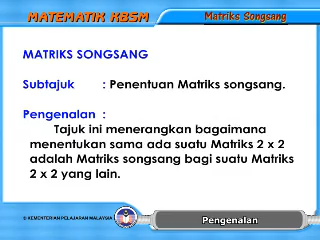 MATEMATIK KBSM
Matriks Songsang
MATRIKS SONGSANG
Subtajuk : Penentuan Matriks songsang.
Pengenalan :
Tajuk ini menerangkan bagaimana
menentukan sama ada suatu Matriks 2 x 2
adalah Matriks songsang bagi suatu Matriks
2 x 2 yang lain.
© KEMENTERIAN PELAJARAN MALAYSIA
Pengenalan